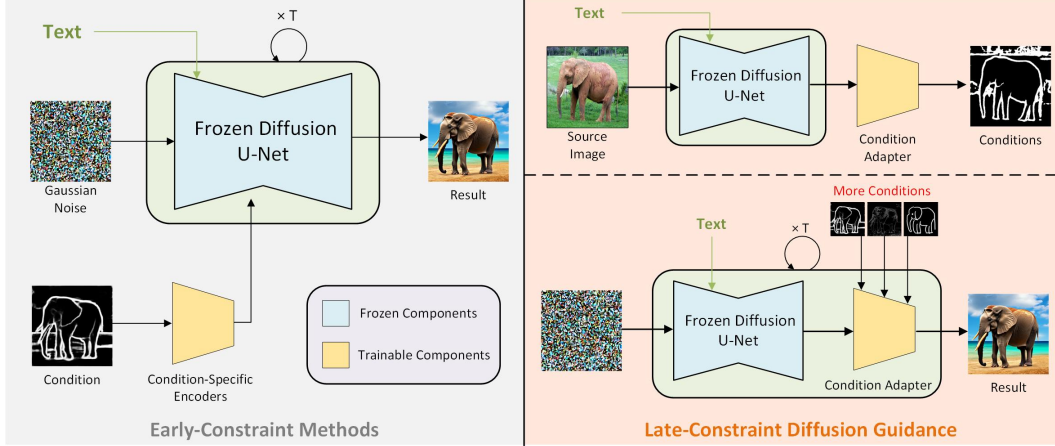 Text
× T
Frozen Diffusion
U-Net
Gaussian
Noise
Result
Condition
Condition-Specific
Encoders
Frozen Components
Trainable Components
Early-Constraint Methods
Text
Frozen Diffusion
U-Net
Source
Image
Condition
Adapter
Conditions
More Conditions
Text
× T
Frozen Diffusion
U-Net
Condition Adapter
Result
Late-Constraint Diffusion Guidance